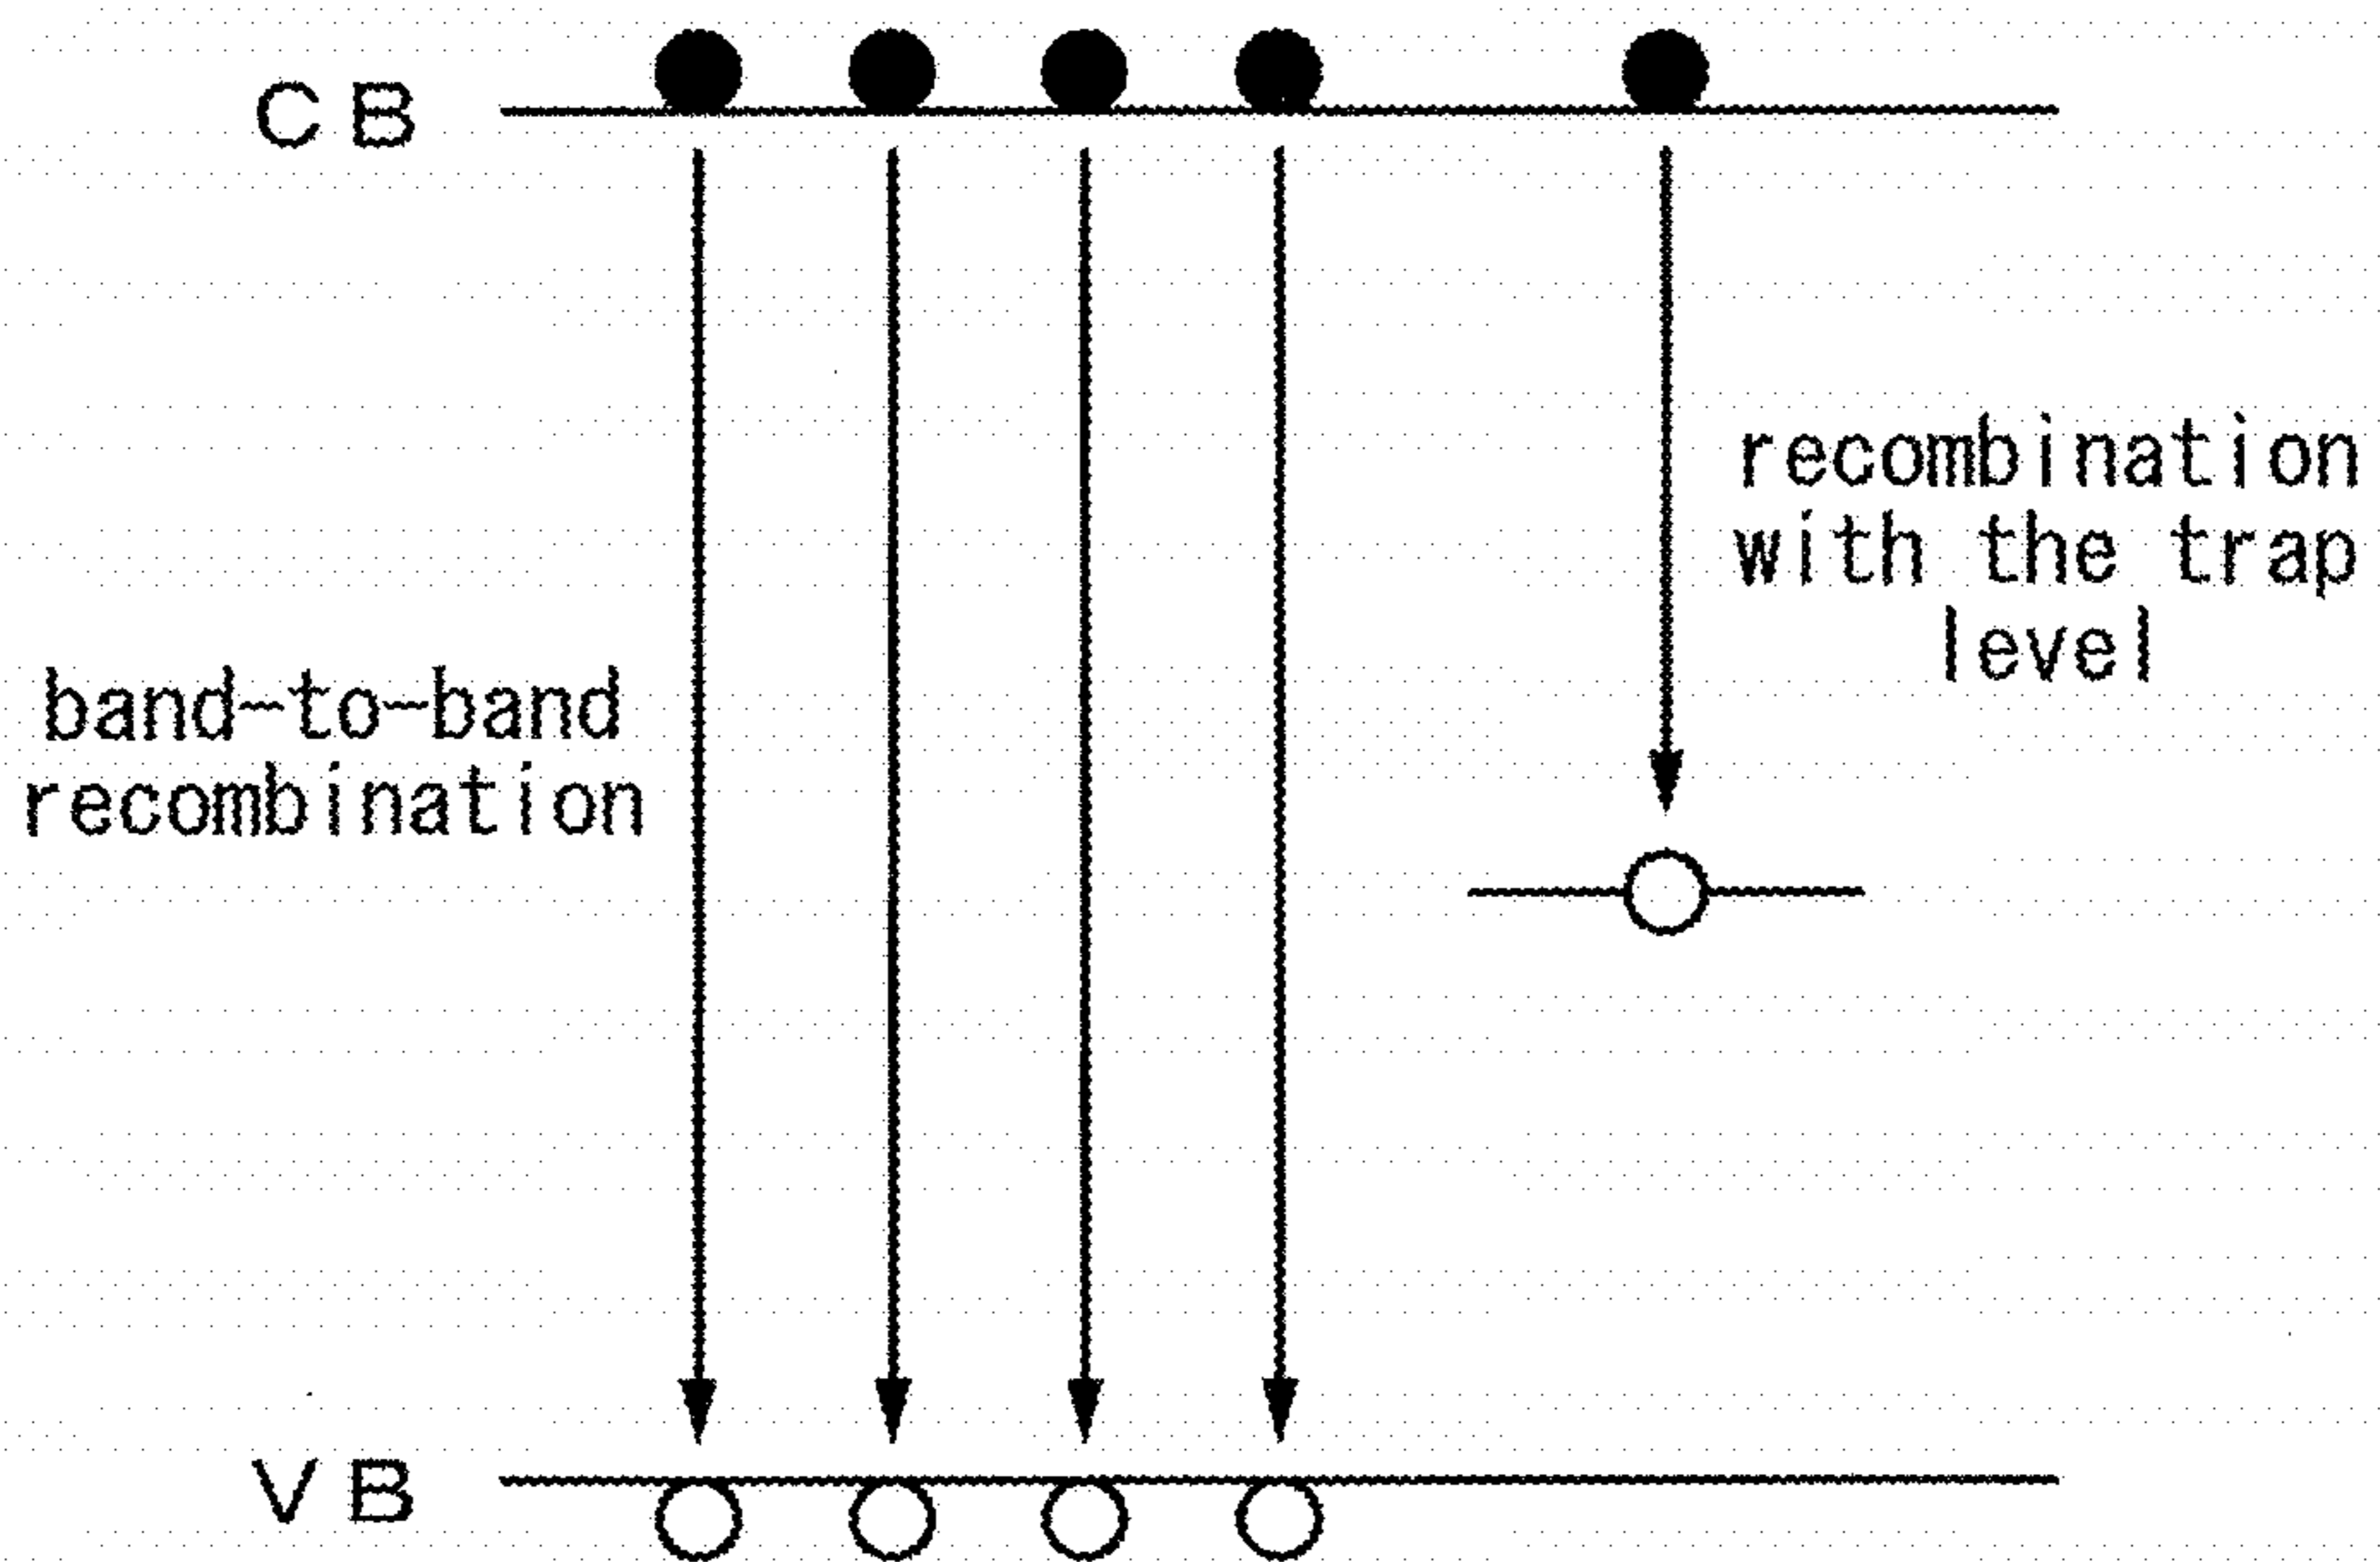 CB
recombination
with the trap
level
band-to-band
recombination
VB